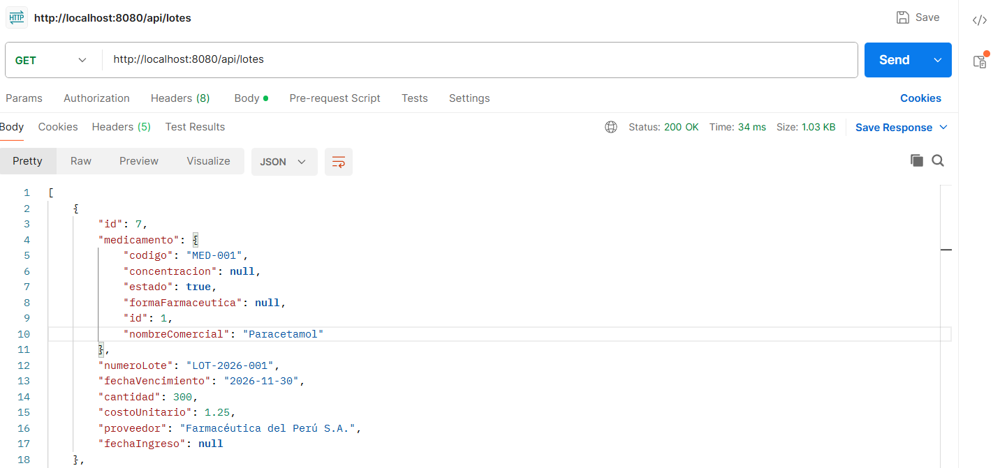 HTTP http://localhost:8080/api/lotes Save </>
GET http://localhost:8080/api/lotes Send
Params Authorization Headers (8) Body Pre-request Script Tests Settings Cookies
Body Cookies Headers (5) Test Results Status: 200 OK Time: 34 ms Size: 1.03 KB Save Response
Pretty Raw Preview Visualize JSON
1 [
2 {
3 "id": 7,
4 "medicamento": {
5 "codigo": "MED-001",
6 "concentracion": null,
7 "estado": true,
8 "formaFarmaceutica": null,
9 "id": 1,
10 "nombreComercial": "Paracetamol"
11 },
12 "numeroLote": "LOT-2026-001",
13 "fechaVencimiento": "2026-11-30",
14 "cantidad": 300,
15 "costoUnitario": 1.25,
16 "proveedor": "Farmacéutica del Perú S.A.",
17 "fechaIngreso": null
18 },